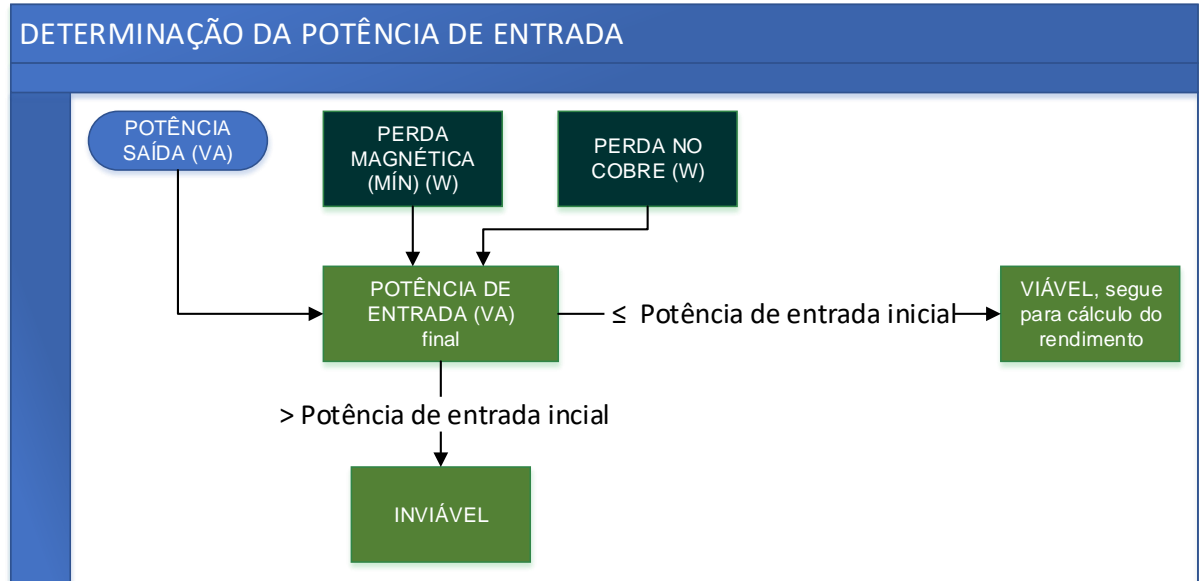 DETERMINAÇÃO DA POTÊNCIA DE ENTRADA
POTÊNCIA
SAÍDA (VA)
PERDA
MAGNÉTICA
(MÍN) (W)
PERDA NO
COBRE (W)
POTÊNCIA DE
ENTRADA (VA)
final
≤ Potência de entrada inicial
VIÁVEL, segue
para cálculo do
rendimento
> Potência de entrada incial
INVIÁVEL